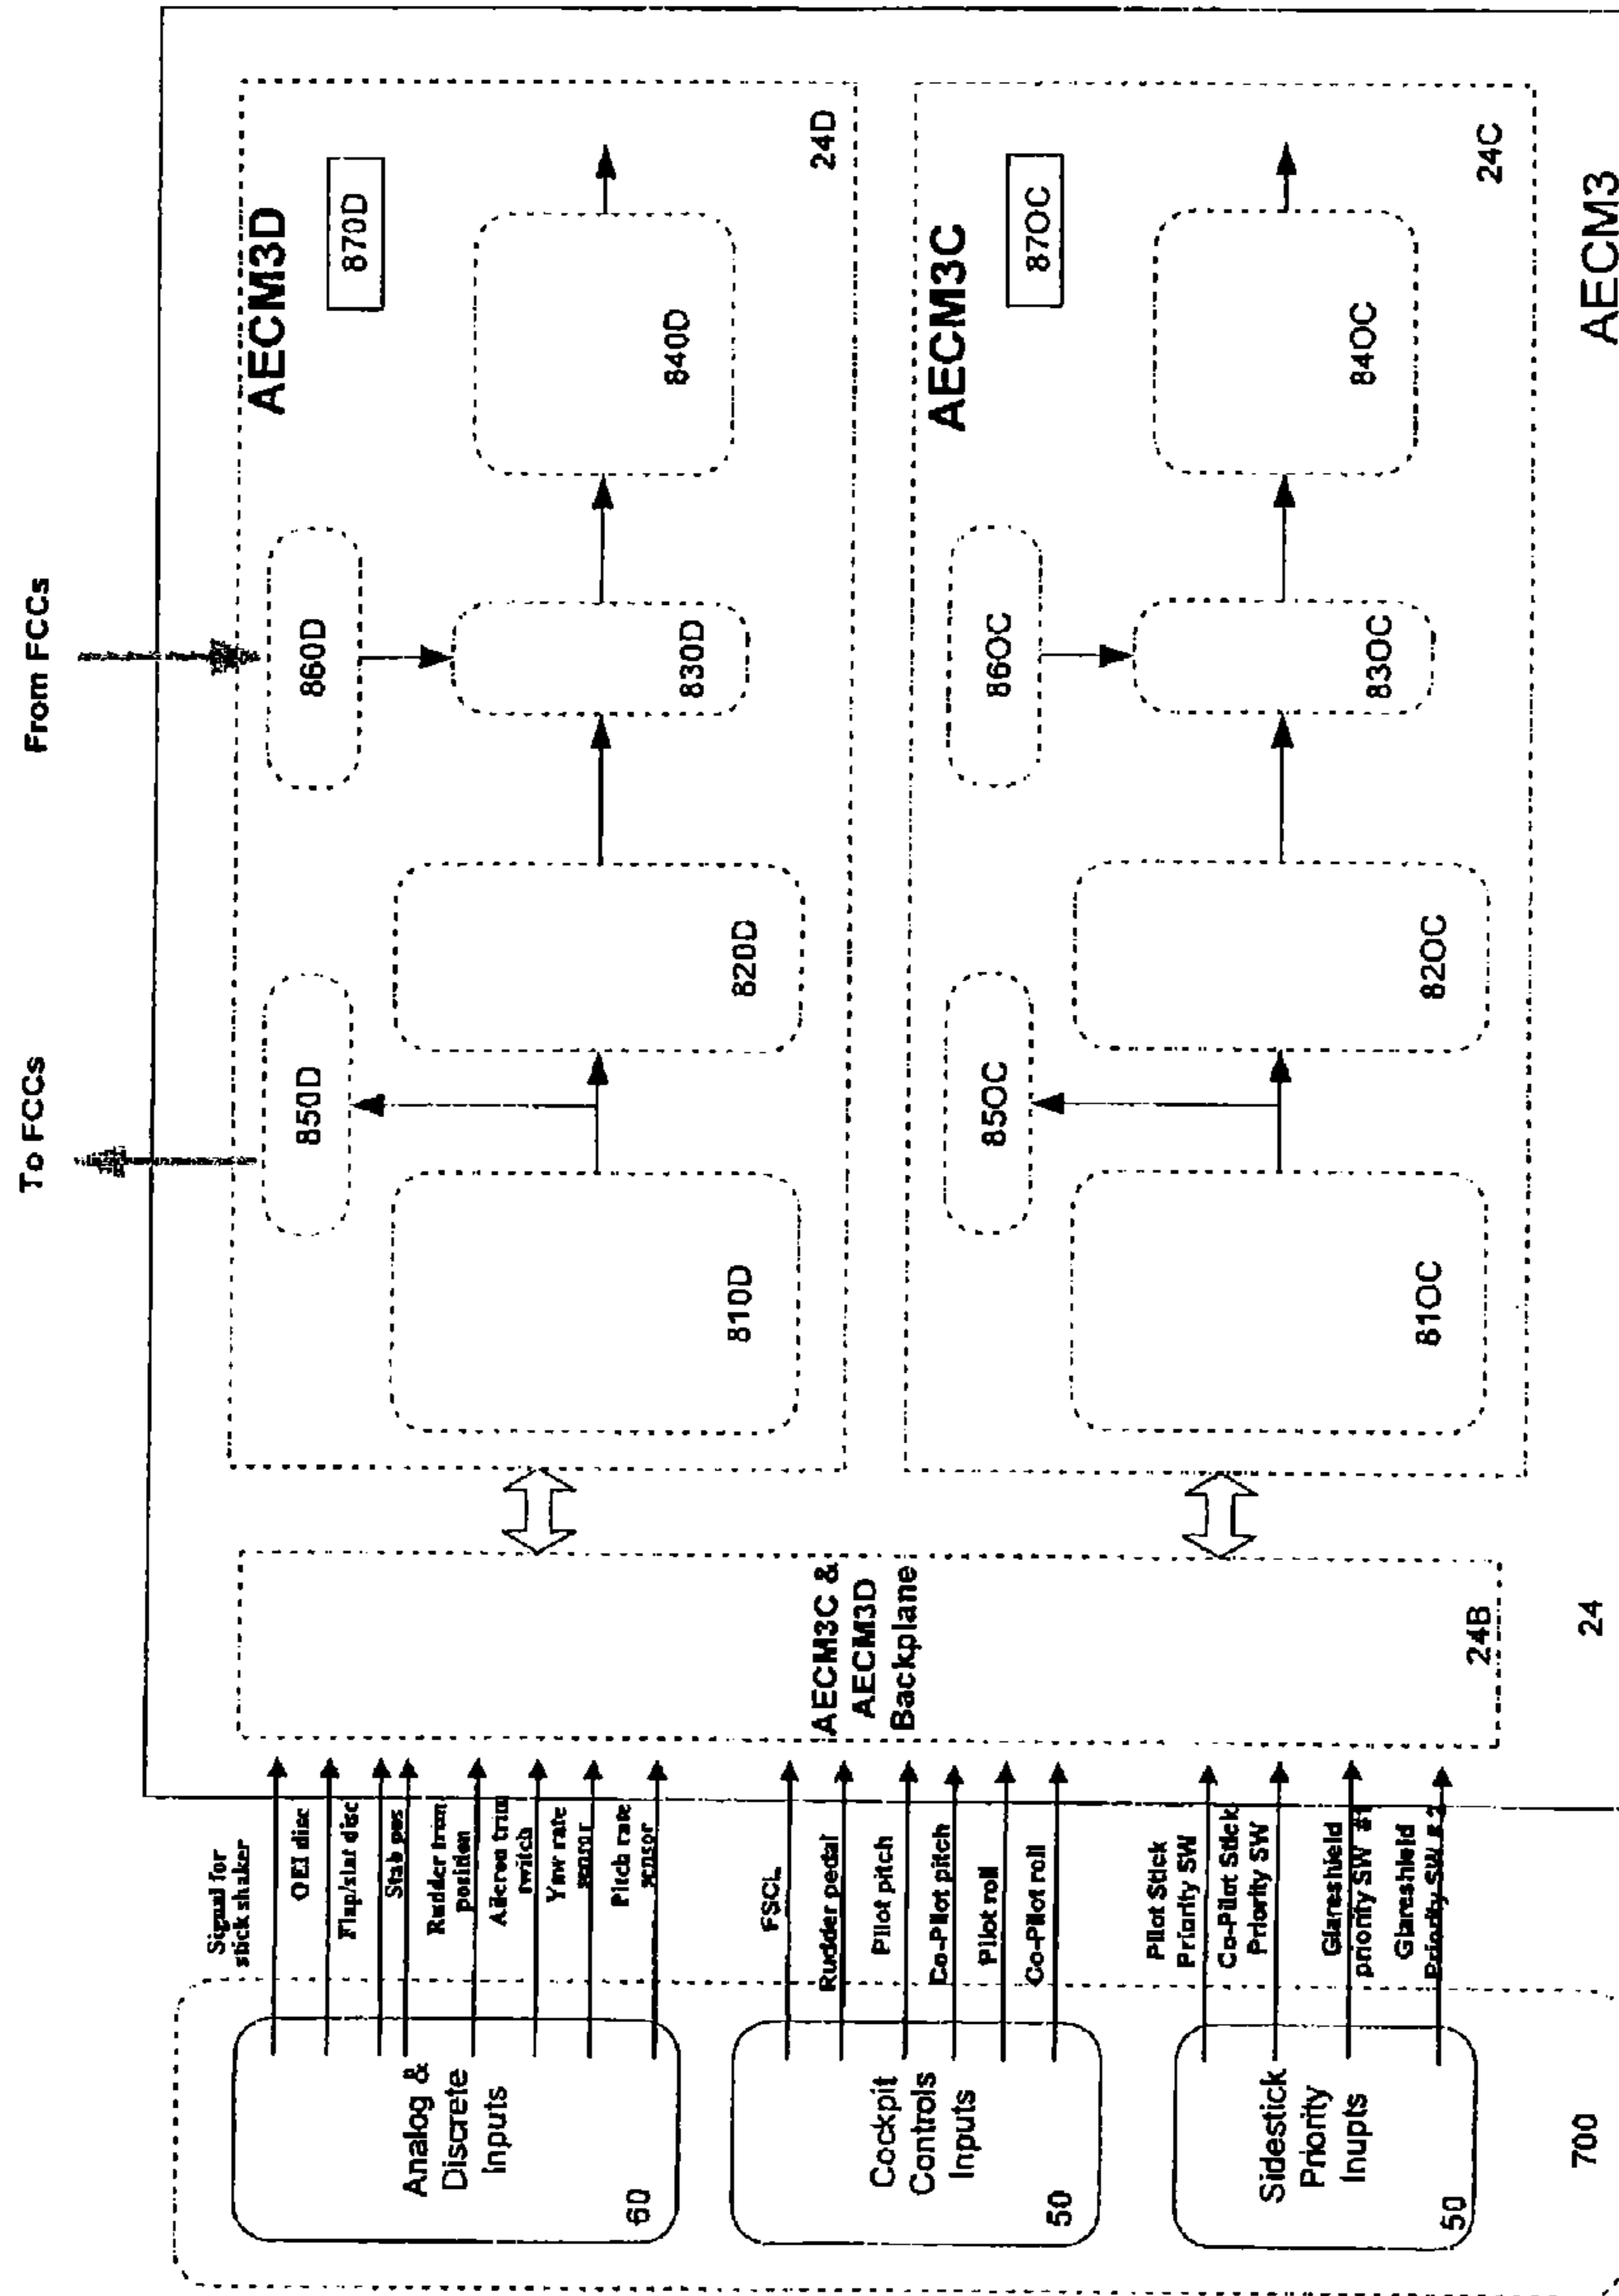 To FCCs
From FCCs
Signal for
stick shaker
OEI disc
Flap/slat disc
Stab pos
Rudder trim
position
Aileron trim
switch
Yaw rate
sensor
Pitch rate
sensor
Analog &
Discrete
Inputs
60
FSCL
Rudder pedal
Pilot pitch
Co-Pilot pitch
Pilot roll
Co-Pilot roll
Cockpit
Controls
Inputs
50
Pilot Stick
Priority SW
Co-Pilot Stick
Priority SW
Glareshield
priority SW #1
Glareshield
Priority SW #2
Sidestick
Priority
Inupts
50
700
AECM3C &
AECM3D
Backplane
24B
24
AECM3D
870D
850D
860D
810D
820D
830D
840D
24D
AECM3C
870C
850C
860C
810C
820C
830C
840C
24C
AECM3